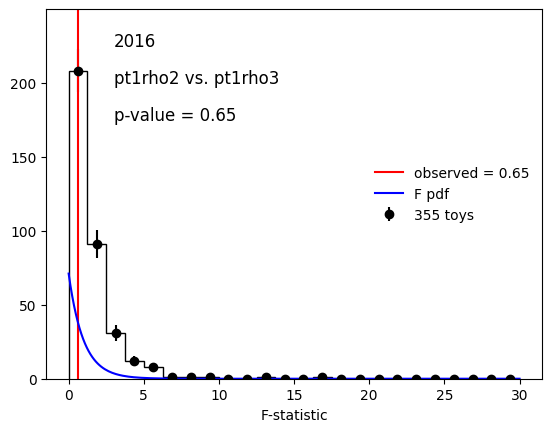 2016
pt1rho2 vs. pt1rho3
p-value = 0.65
observed = 0.65
F pdf
355 toys
200
150
100
50
0
0 5 10 15 20 25 30
F-statistic